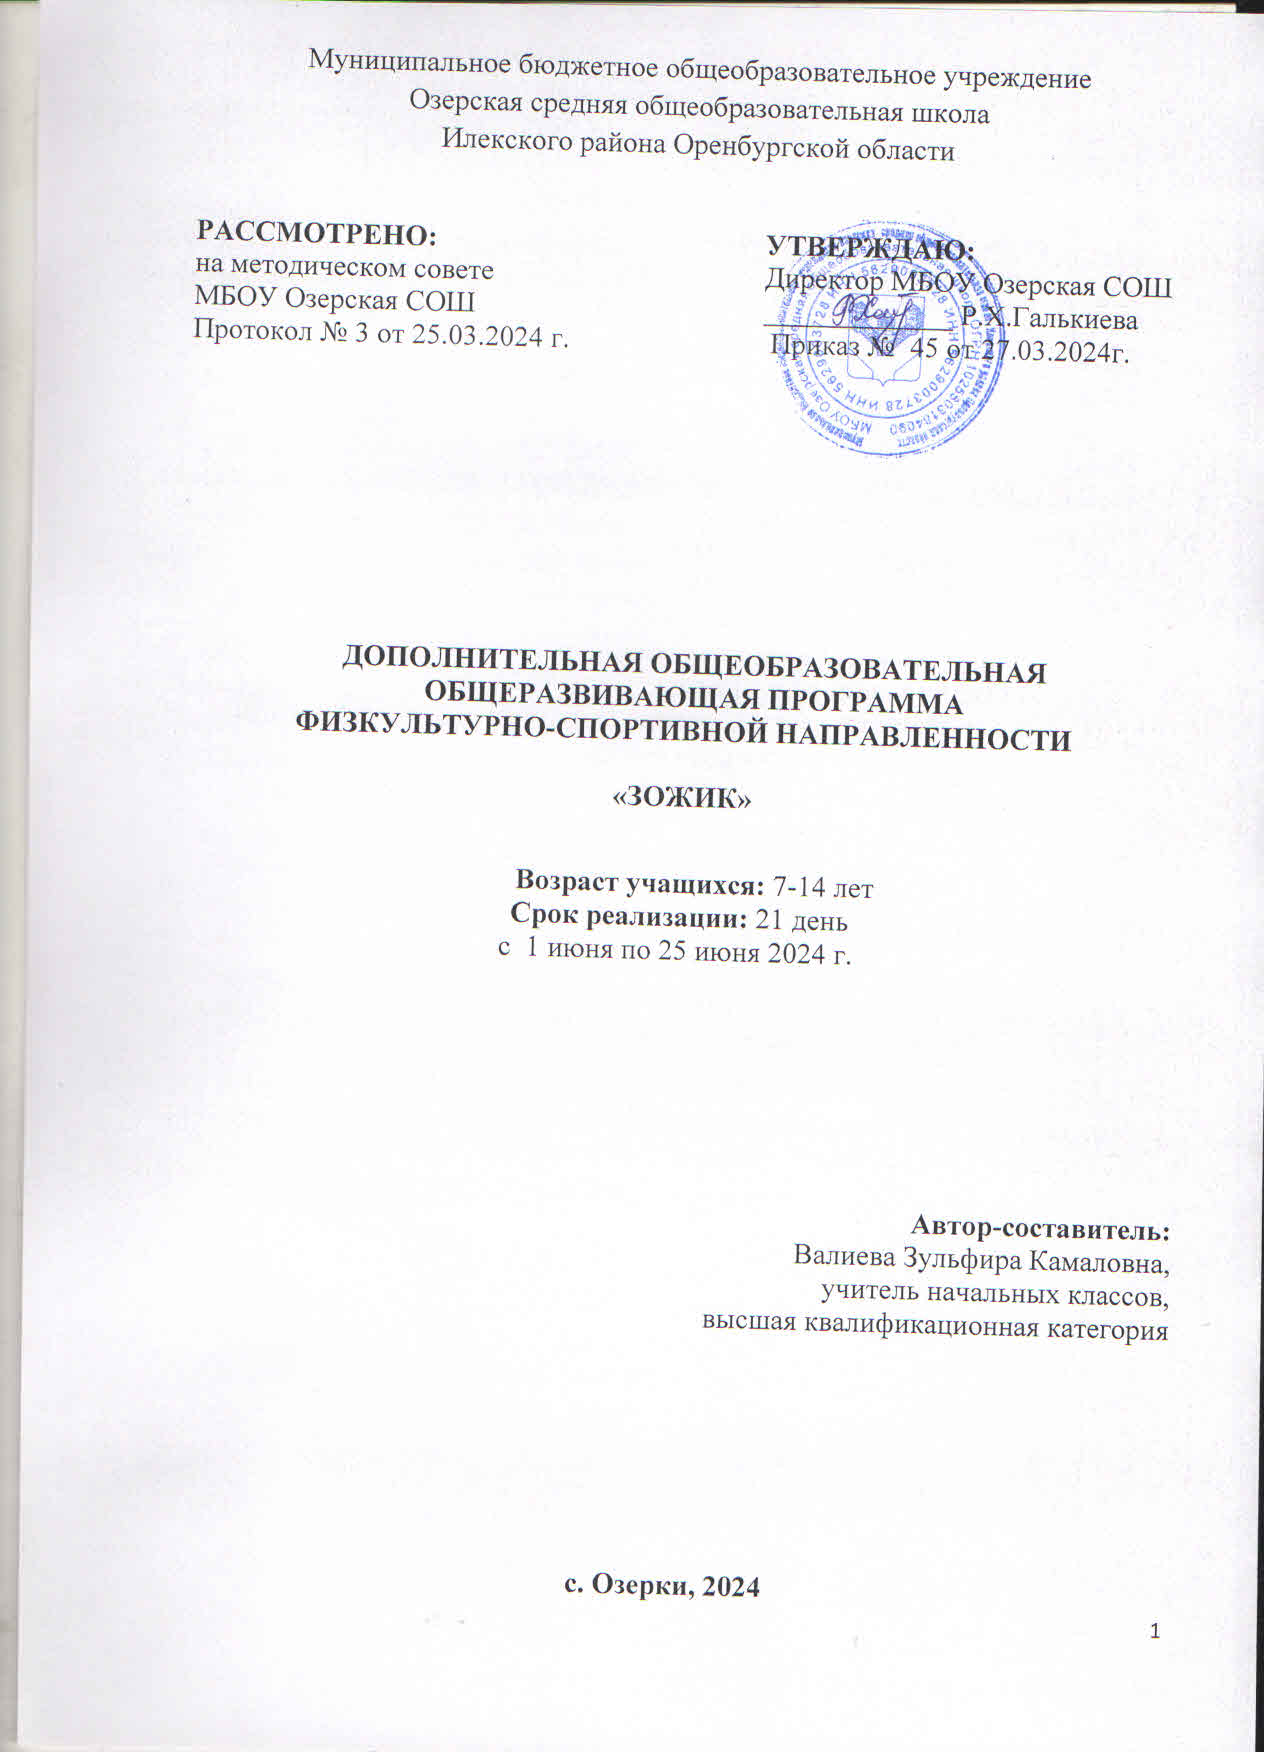 Муниципальное бюджетное общеобразовательное учреждение
Озерская средняя общеобразовательная школа
Илекского района Оренбургской области
РАССМОТРЕНО:
на методическом совете
МБОУ Озерская СОШ
Протокол № 3 от 25.03.2024 г.
УТВЕРЖДАЮ:
Директор МБОУ Озерская СОШ
Р.Х.Галькиева
Приказ № 45 от 27.03.2024г.
ДОПОЛНИТЕЛЬНАЯ ОБЩЕОБРАЗОВАТЕЛЬНАЯ
ОБЩЕРАЗВИВАЮЩАЯ ПРОГРАММА
ФИЗКУЛЬТУРНО-СПОРТИВНОЙ НАПРАВЛЕННОСТИ
«ЗОЖИК»
Возраст учащихся: 7-14 лет
Срок реализации: 21 день
с 1 июня по 25 июня 2024 г.
Автор-составитель:
Валиева Зульфира Камаловна,
учитель начальных классов,
высшая квалификационная категория
с. Озерки, 2024
1